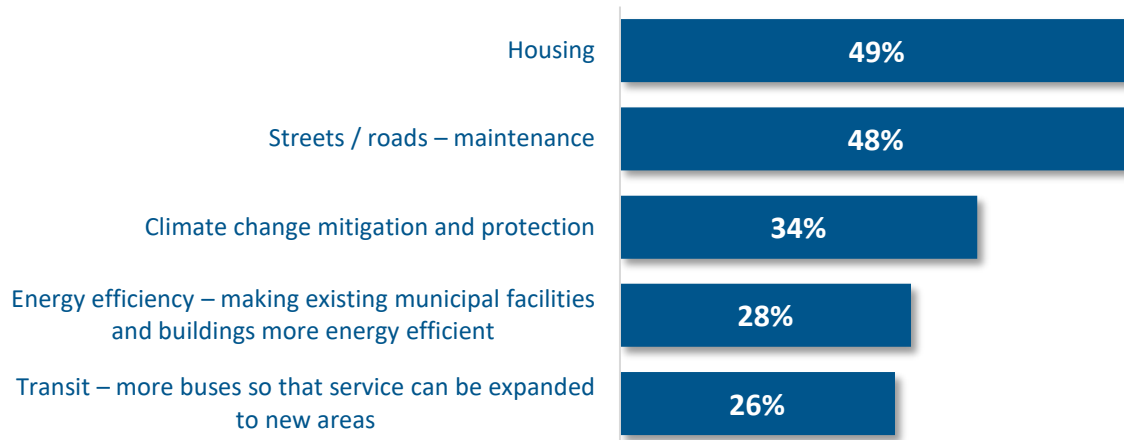 Housing
49%
Streets / roads – maintenance
48%
Climate change mitigation and protection
34%
Energy efficiency – making existing municipal facilities
and buildings more energy efficient
28%
Transit – more buses so that service can be expanded
to new areas
26%